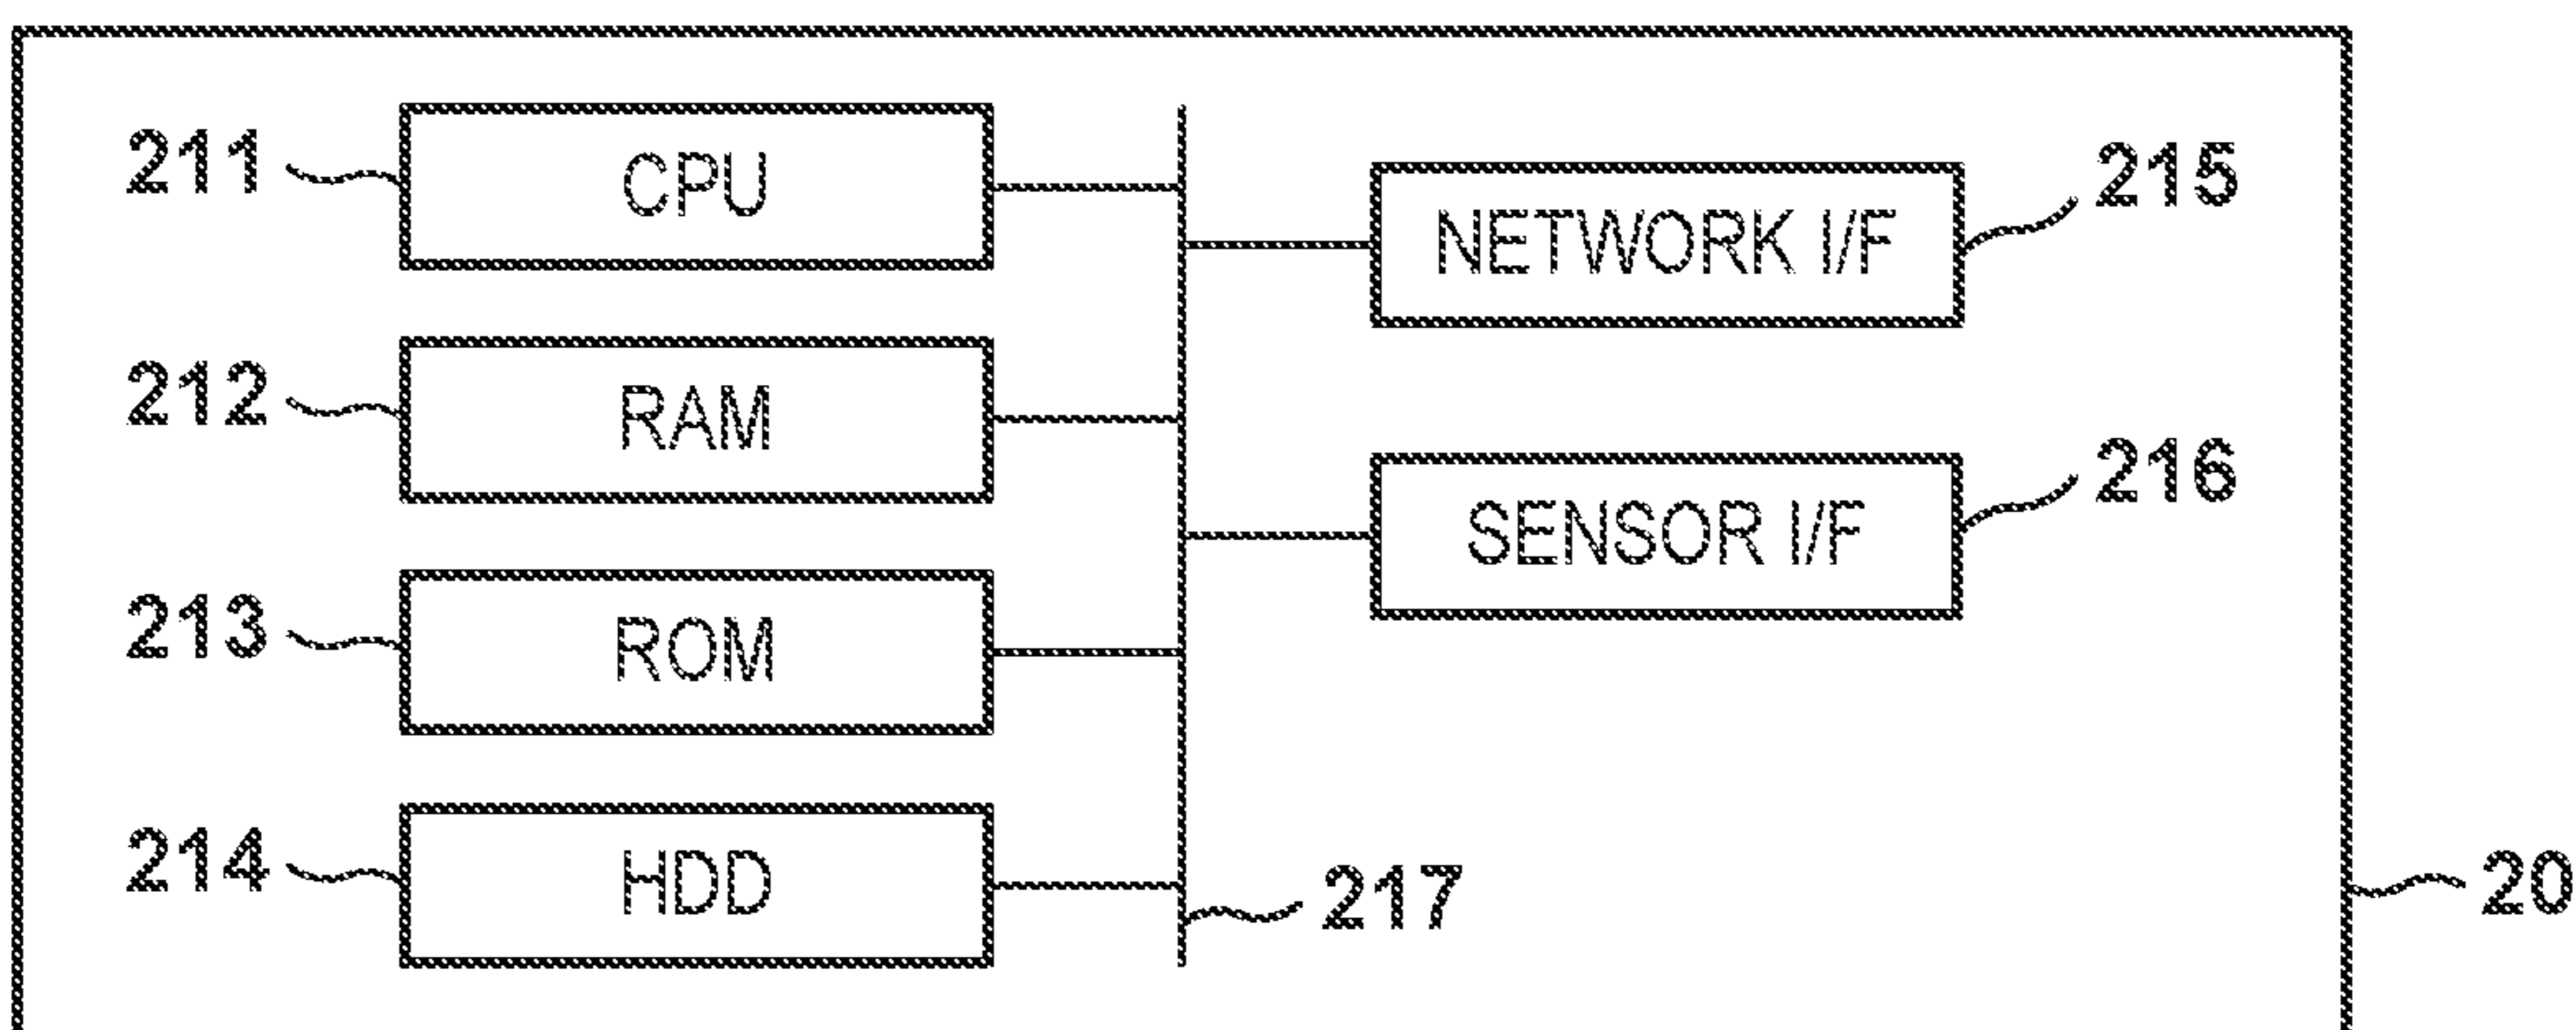 211 CPU
215 NETWORK I/F
212 RAM
216 SENSOR I/F
213 ROM
214 HDD
217
20